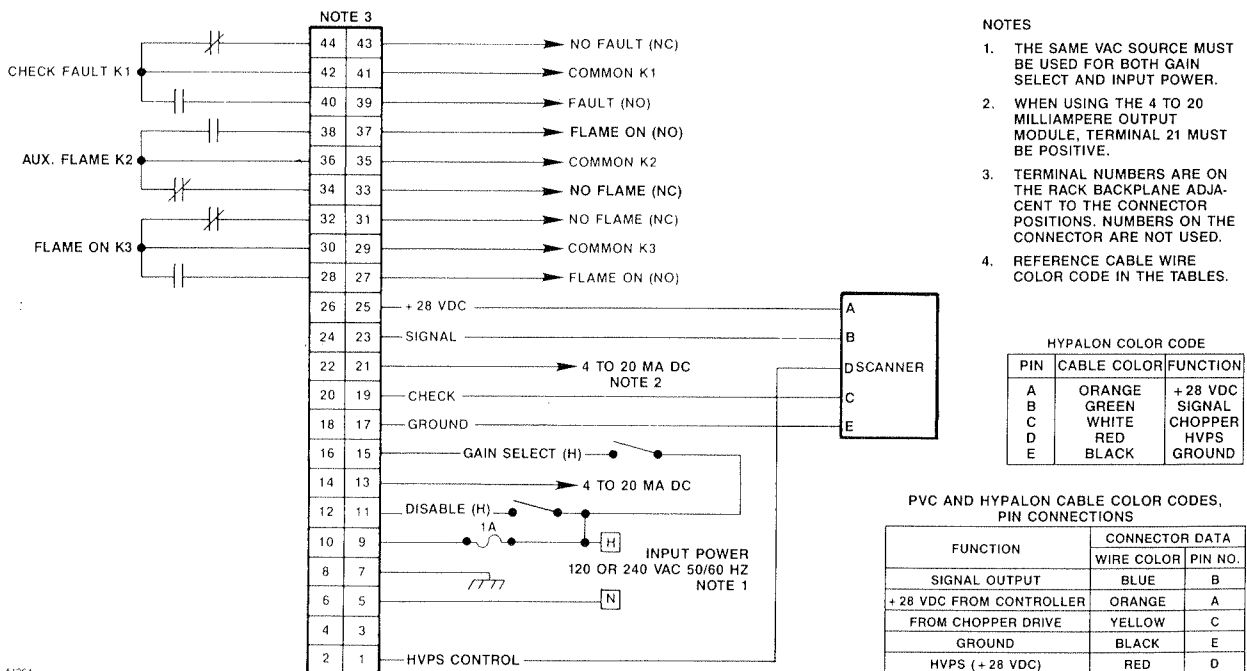 NOTE 3
44 43 NO FAULT (NC)
CHECK FAULT K1 42 41 COMMON K1
40 39 FAULT (NO)
38 37 FLAME ON (NO)
AUX. FLAME K2 36 35 COMMON K2
34 33 NO FLAME (NC)
32 31 NO FLAME (NC)
FLAME ON K3 30 29 COMMON K3
28 27 FLAME ON (NO)
26 25 + 28 VDC A
24 23 SIGNAL B
22 21 4 TO 20 MA DC D SCANNER
NOTE 2
20 19 CHECK C
18 17 GROUND E
16 15 GAIN SELECT (H)
14 13 4 TO 20 MA DC
12 11 DISABLE (H)
1A
10 9 H
INPUT POWER
8 7 120 OR 240 VAC 50/60 HZ
NOTE 1
6 5 N
4 3
2 1 HVPS CONTROL
NOTES
1. THE SAME VAC SOURCE MUST
BE USED FOR BOTH GAIN
SELECT AND INPUT POWER.
2. WHEN USING THE 4 TO 20
MILLIAMPERE OUTPUT
MODULE, TERMINAL 21 MUST
BE POSITIVE.
3. TERMINAL NUMBERS ARE ON
THE RACK BACKPLANE ADJA-
CENT TO THE CONNECTOR
POSITIONS. NUMBERS ON THE
CONNECTOR ARE NOT USED.
4. REFERENCE CABLE WIRE
COLOR CODE IN THE TABLES.
HYPALON COLOR CODE
PIN CABLE COLOR FUNCTION
A ORANGE + 28 VDC
B GREEN SIGNAL
C WHITE CHOPPER
D RED HVPS
E BLACK GROUND
PVC AND HYPALON CABLE COLOR CODES,
PIN CONNECTIONS
FUNCTION CONNECTOR DATA
WIRE COLOR PIN NO.
SIGNAL OUTPUT BLUE B
+ 28 VDC FROM CONTROLLER ORANGE A
FROM CHOPPER DRIVE YELLOW C
GROUND BLACK E
HVPS (+ 28 VDC) RED D